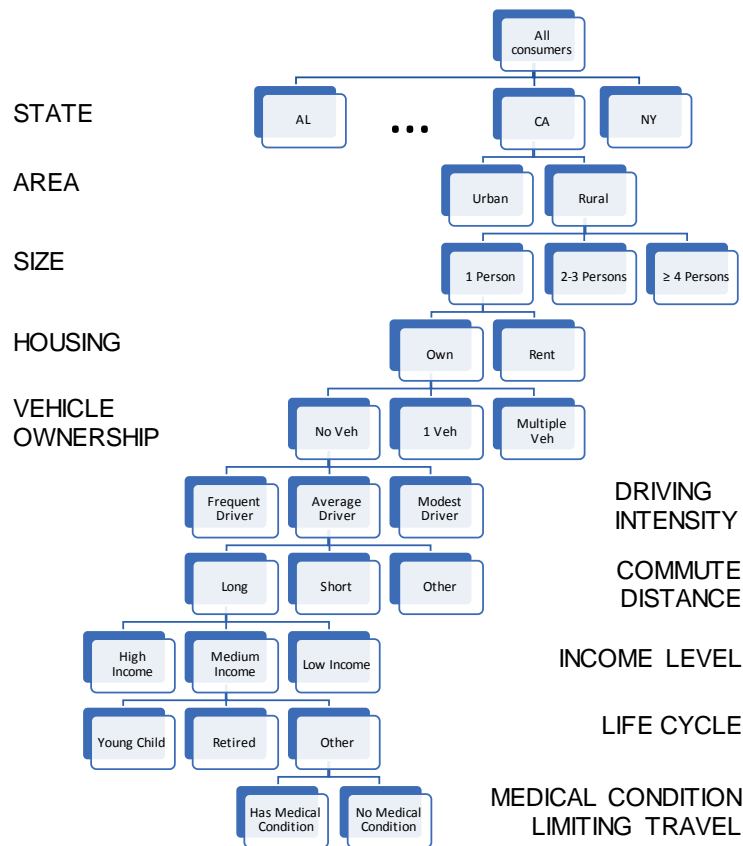 All
consumers
STATE
AL
...
CA
NY
AREA
Urban
Rural
SIZE
1 Person
2-3 Persons
≥ 4 Persons
HOUSING
Own
Rent
VEHICLE
OWNERSHIP
No Veh
1 Veh
Multiple
Veh
Frequent
Driver
Average
Driver
Modest
Driver
DRIVING
INTENSITY
Long
Short
Other
COMMUTE
DISTANCE
High
Income
Medium
Income
Low Income
INCOME LEVEL
Young Child
Retired
Other
LIFE CYCLE
Has Medical
Condition
No Medical
Condition
MEDICAL CONDITION
LIMITING TRAVEL